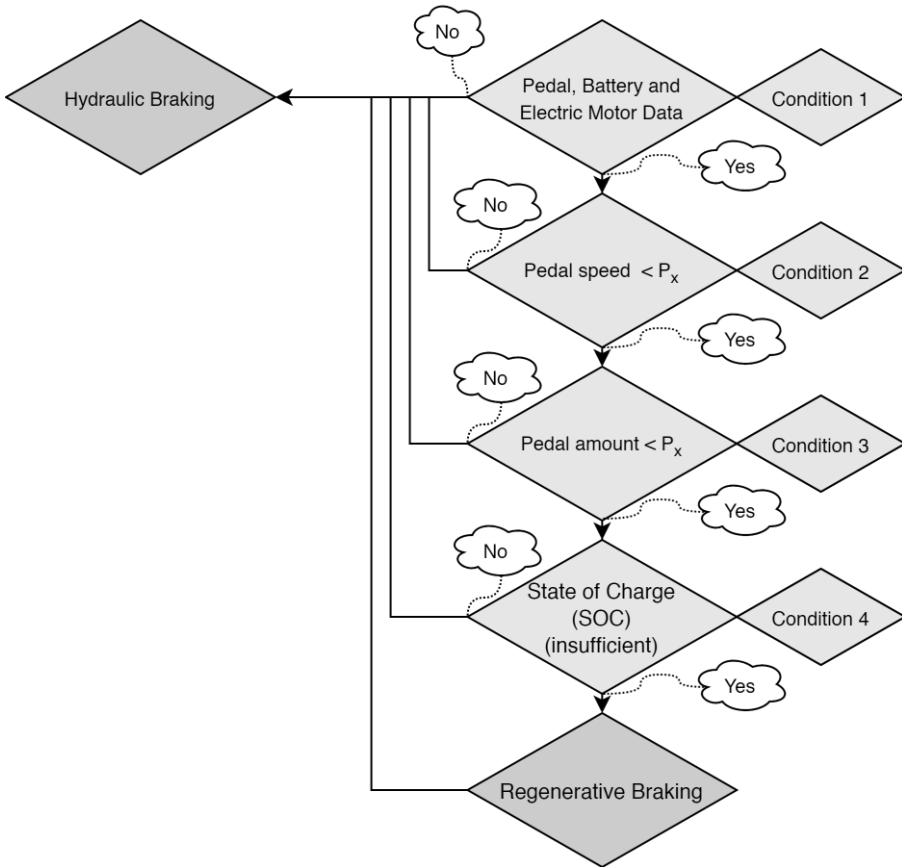 No
Hydraulic Braking
Pedal, Battery and
Electric Motor Data
Condition 1
Yes
No
Pedal speed < Px
Condition 2
Yes
No
Pedal amount < Px
Condition 3
Yes
No
State of Charge
(SOC)
(insufficient)
Condition 4
Yes
Regenerative Braking